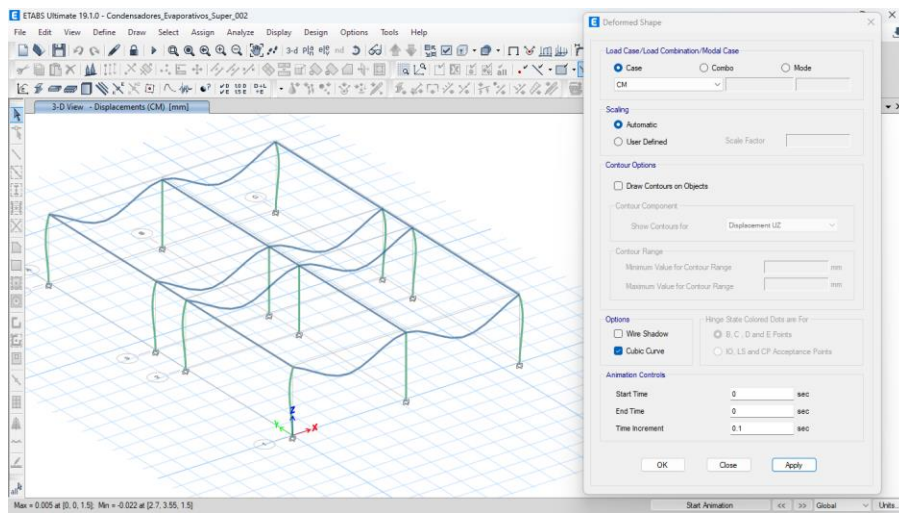 ETABS Ultimate 19.1.0 - Condensadores_Evaporativos_Super_002
File Edit View Define Draw Select Assign Analyze Display Design Options Tools Help
3-d
nd
3-D View - Displacements (CM) [mm]
Z
Y
X
Max = 0.005 at [0, 0, 1.5]; Min = -0.022 at [2.7, 3.55, 1.5]
Start Animation << >> Global Units...
Deformed Shape
Load Case/Load Combination/Modal Case
Case Combo Mode
CM
Scaling
Automatic
User Defined Scale Factor
Contour Options
Draw Contours on Objects
Contour Component
Show Contours for Displacement UZ
Contour Range
Minimum Value for Contour Range mm
Maximum Value for Contour Range mm
Options
Wire Shadow
Cubic Curve
Hinge State Colored Dots are For
B, C, D and E Points
IO, LS and CP Acceptance Points
Animation Controls
Start Time 0 sec
End Time 0 sec
Time Increment 0.1 sec
OK Close Apply